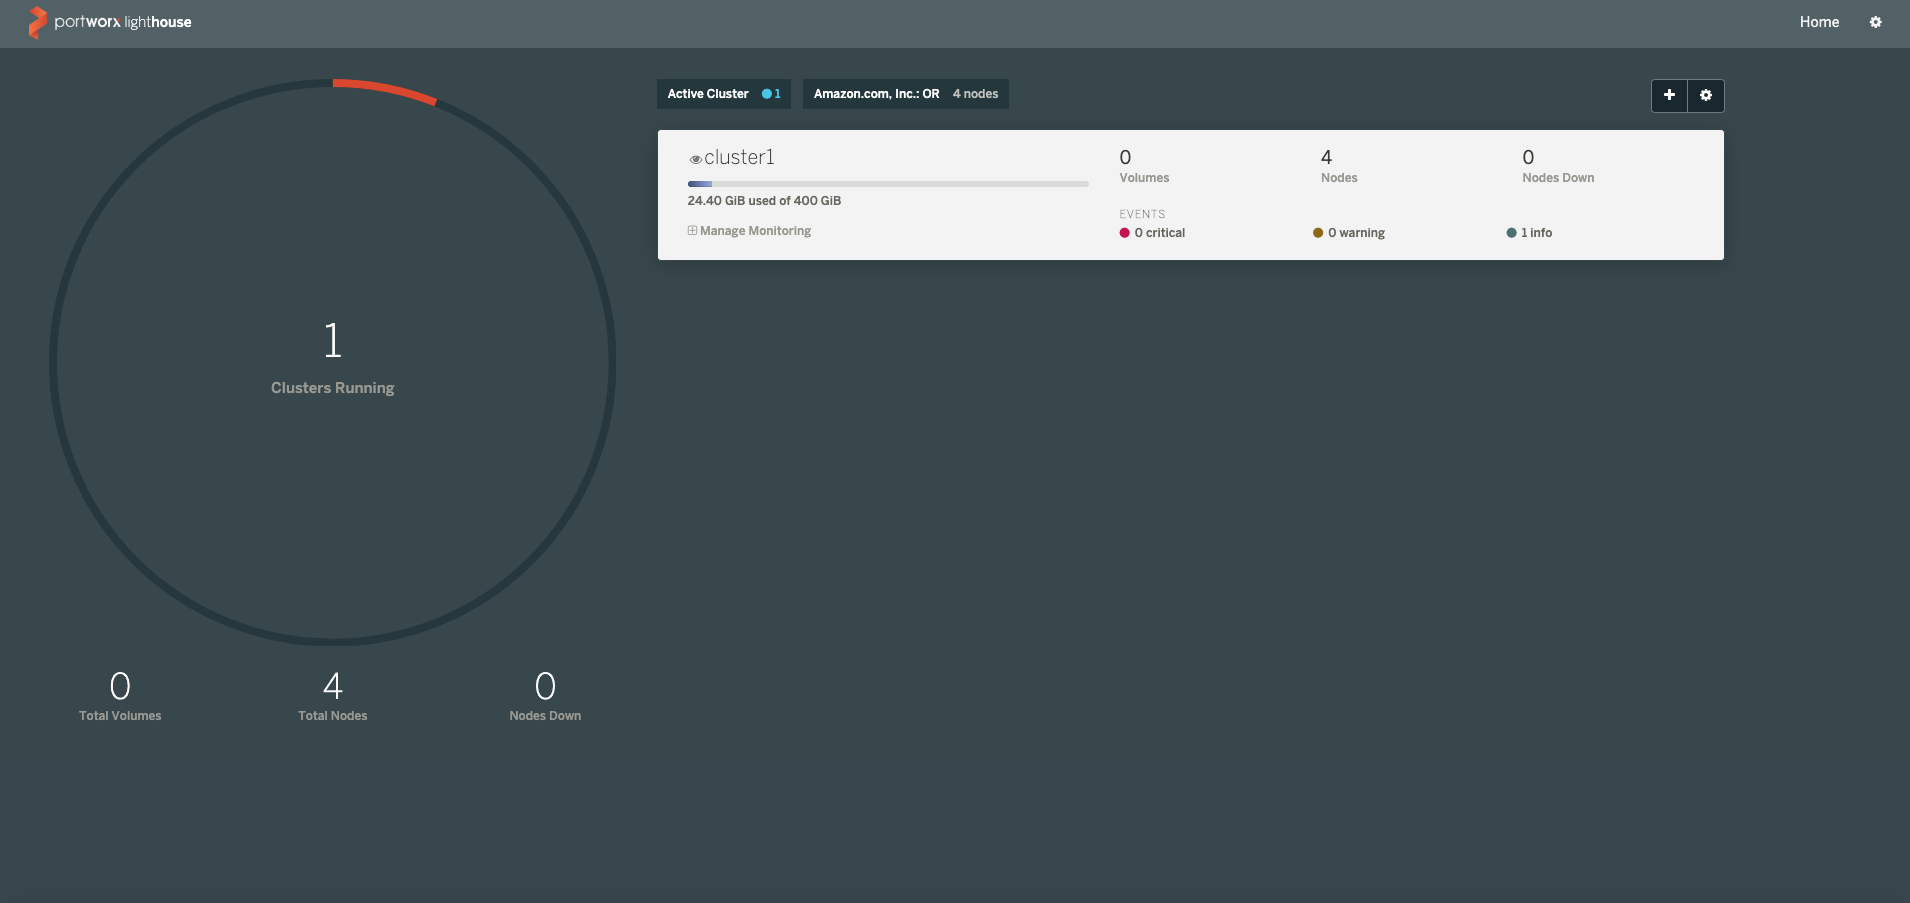 portworx lighthouse
Home
1
Clusters Running
0
Total Volumes
4
Total Nodes
0
Nodes Down
Active Cluster 1
Amazon.com, Inc.: OR 4 nodes
cluster1
24.40 GiB used of 400 GiB
Manage Monitoring
0
Volumes
4
Nodes
0
Nodes Down
EVENTS
0 critical
0 warning
1 info